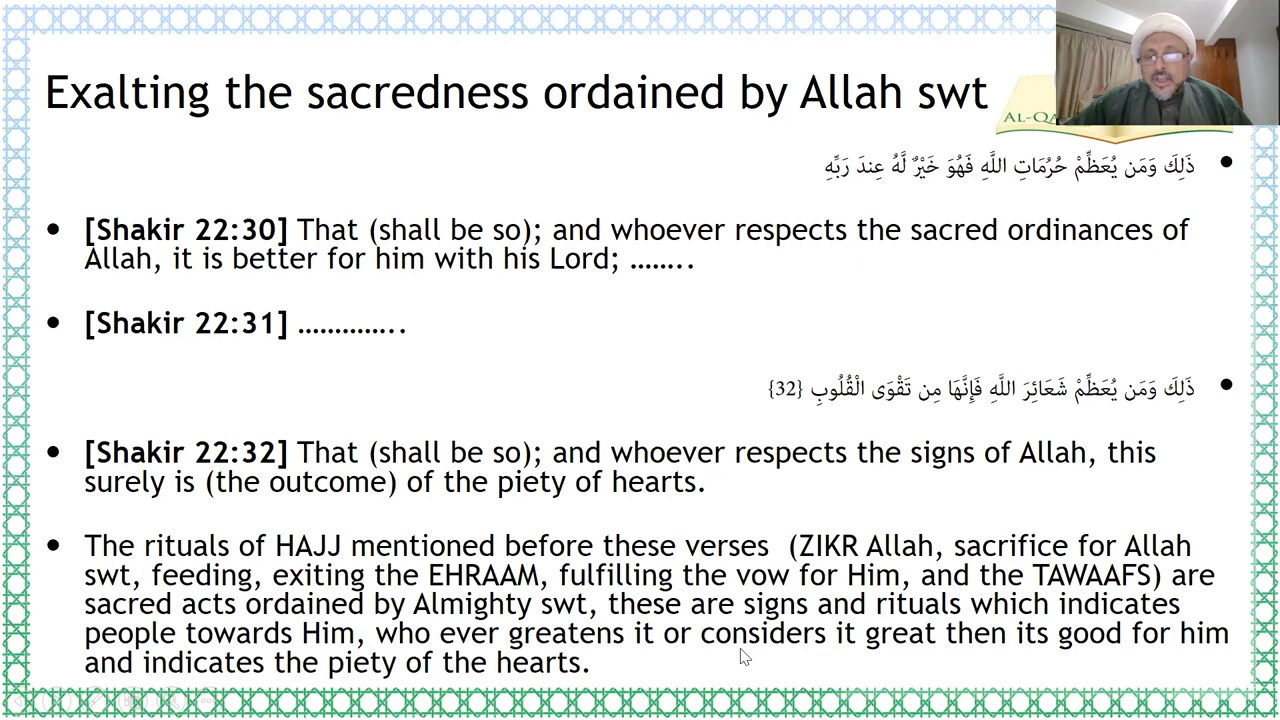 Exalting the sacredness ordained by Allah swt
AL-QA
ذَلِكَ وَمَن يُعَظِّمْ حُرُمَاتِ اللَّهِ فَهُوَ خَيْرٌ لَّهُ عِندَ رَبِّهِ
[Shakir 22:30] That (shall be so); and whoever respects the sacred ordinances of
Allah, it is better for him with his Lord; ……..
[Shakir 22:31] …………..
ذَلِكَ وَمَن يُعَظِّمْ شَعَائِرَ اللَّهِ فَإِنَّهَا مِن تَقْوَى الْقُلُوبِ {32}
[Shakir 22:32] That (shall be so); and whoever respects the signs of Allah, this
surely is (the outcome) of the piety of hearts.
The rituals of HAJJ mentioned before these verses (ZIKR Allah, sacrifice for Allah
swt, feeding, exiting the EHRAAM, fulfilling the vow for Him, and the TAWAAFS) are
sacred acts ordained by Almighty swt, these are signs and rituals which indicates
people towards Him, who ever greatens it or considers it great then its good for him
and indicates the piety of the hearts.